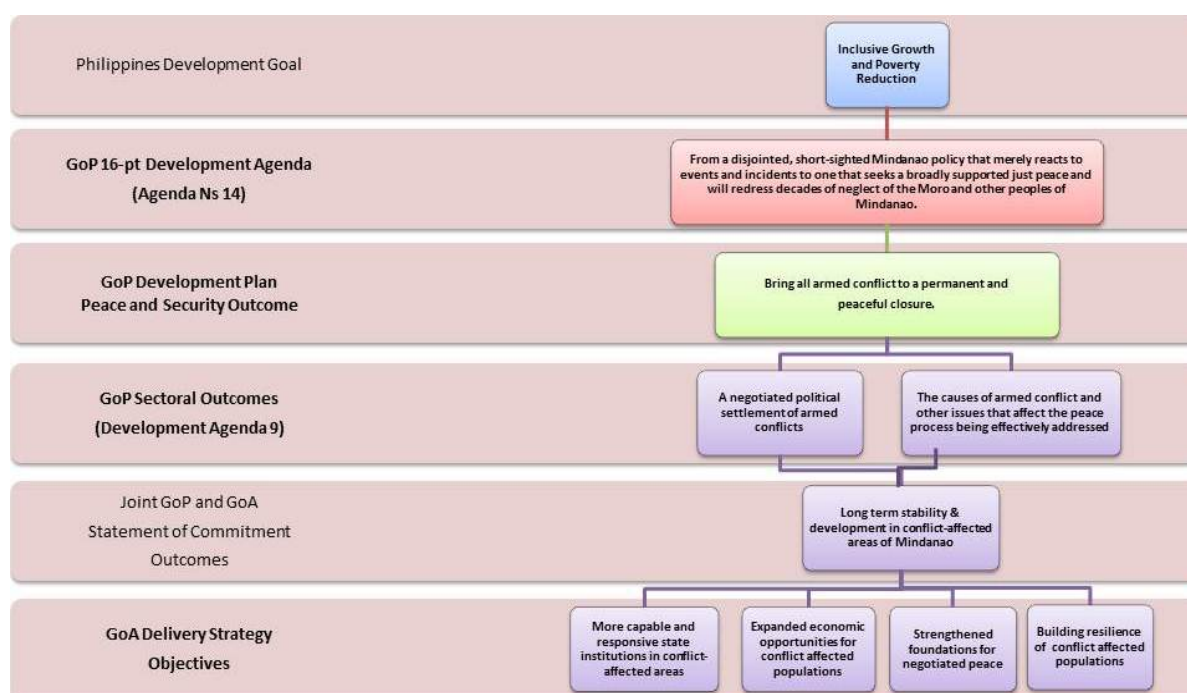 Philippines Development Goal
Inclusive Growth
and Poverty
Reduction
GoP 16-pt Development Agenda
(Agenda Ns 14)
From a disjointed, short-sighted Mindanao policy that merely reacts to
events and incidents to one that seeks a broadly supported just peace and
will redress decades of neglect of the Moro and other peoples of
Mindanao.
GoP Development Plan
Peace and Security Outcome
Bring all armed conflict to a permanent and
peaceful closure.
GoP Sectoral Outcomes
(Development Agenda 9)
A negotiated political
settlement of armed
conflicts
The causes of armed conflict and
other issues that affect the peace
process being effectively addressed
Joint GoP and GoA
Statement of Commitment
Outcomes
Long term stability &
development in conflict-affected
areas of Mindanao
GoA Delivery Strategy
Objectives
More capable and
responsive state
institutions in conflict-
affected areas
Expanded economic
opportunities for
conflict affected
populations
Strengthened
foundations for
negotiated peace
Building resilience
of conflict affected
populations